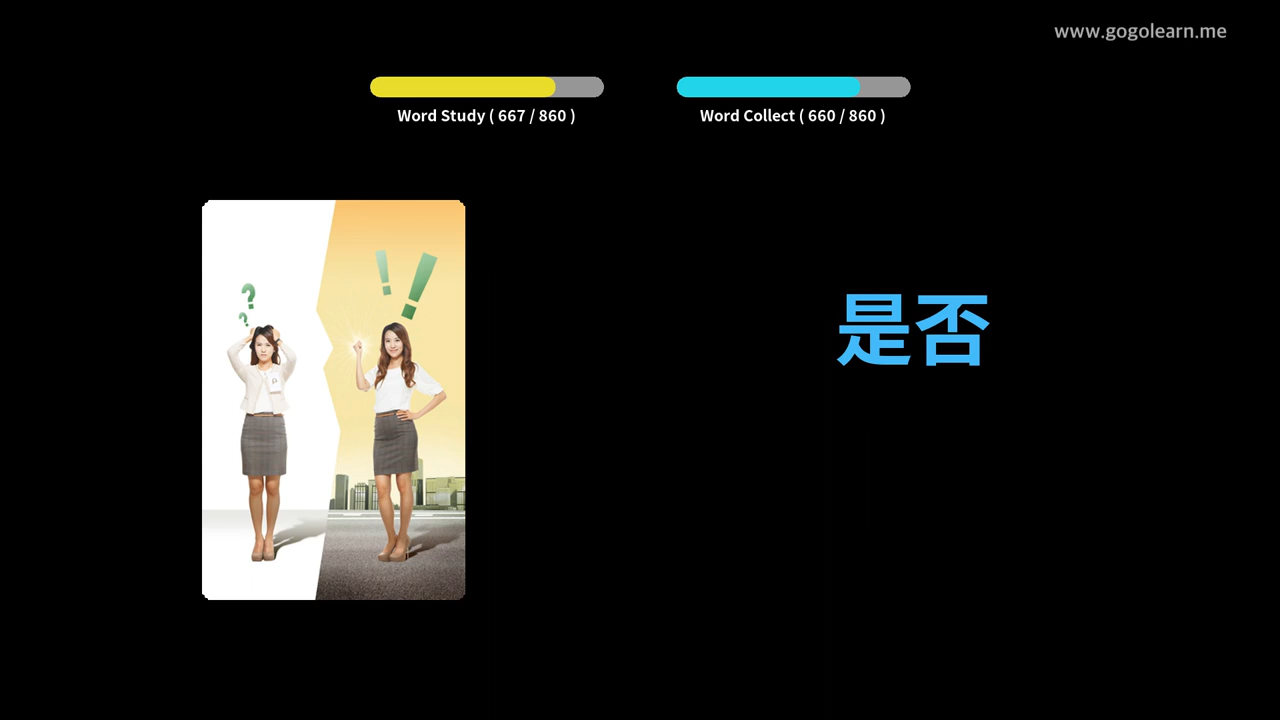 www.gogolearn.me
Word Study ( 667 / 860 )
Word Collect ( 660 / 860 )
? ?
! !
是否